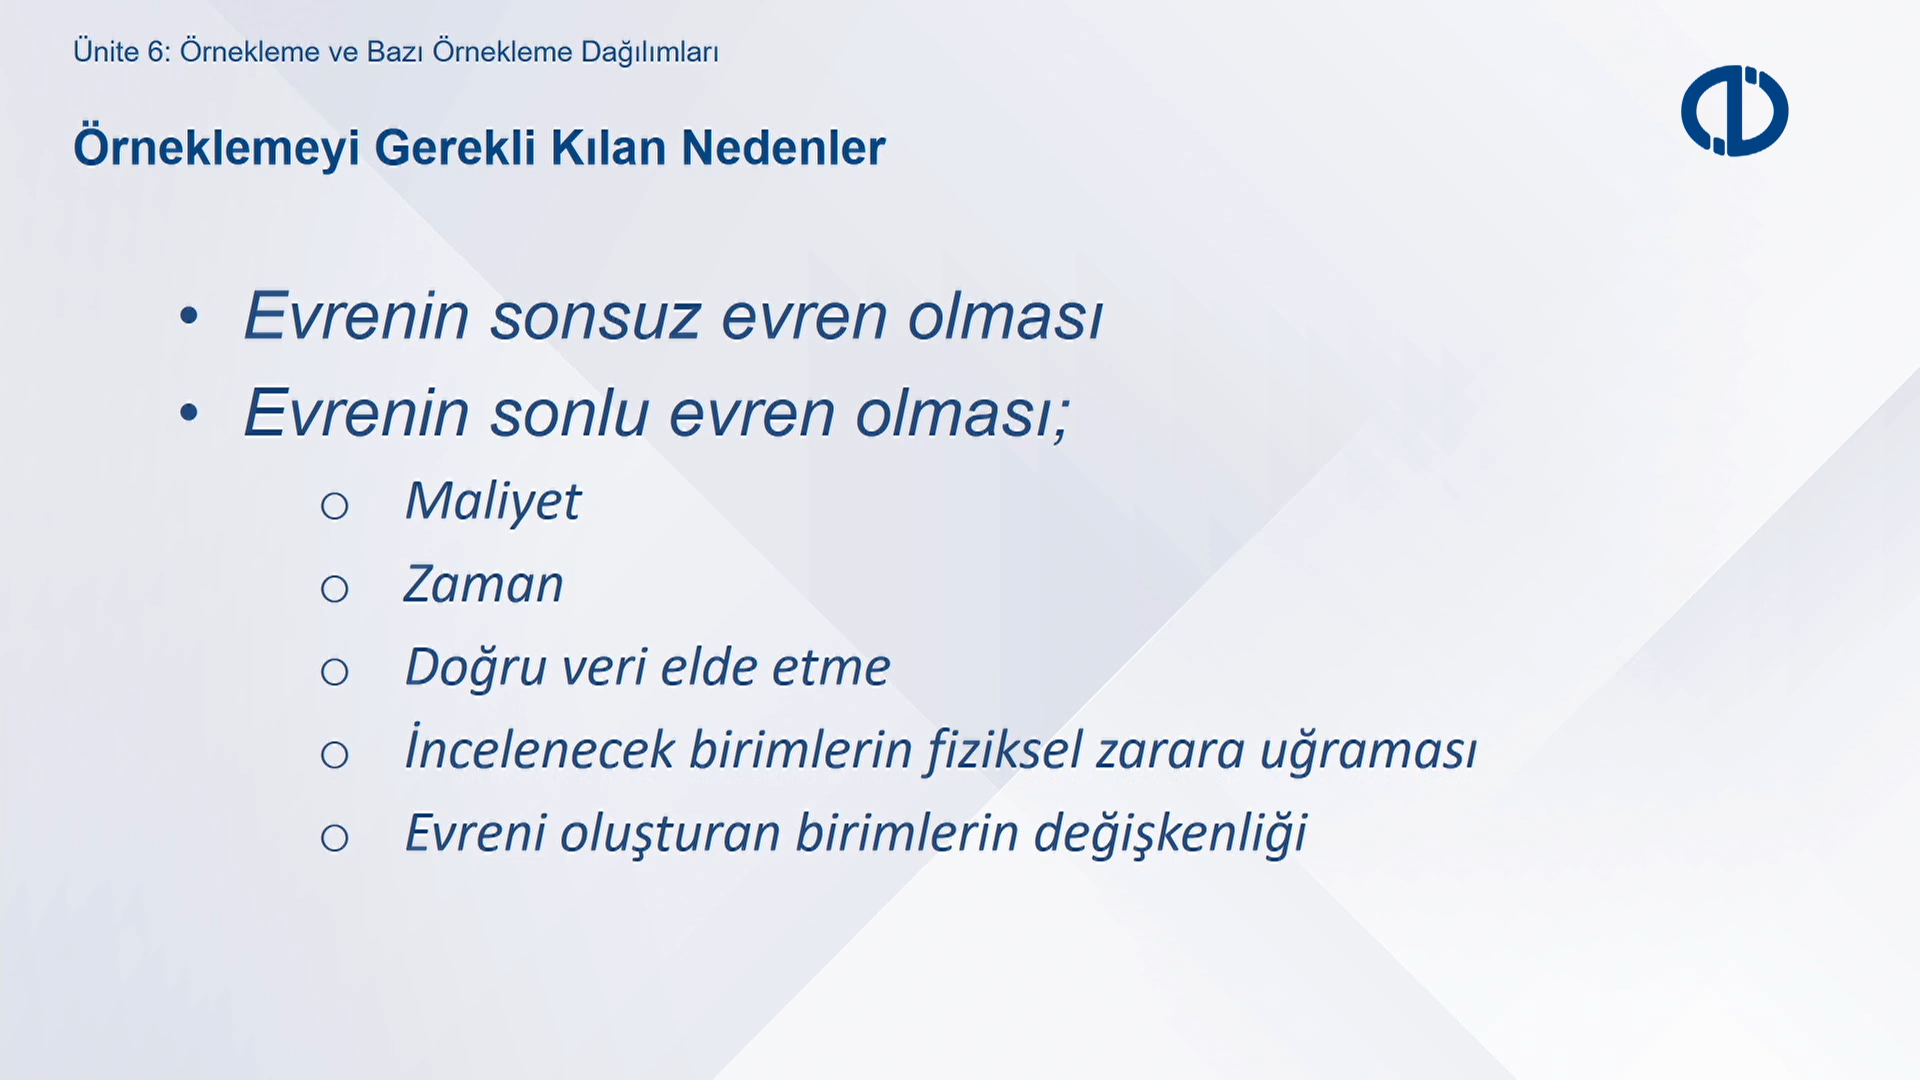 Ünite 6: Örnekleme ve Bazı Örnekleme Dağılımları
Örneklemeyi Gerekli Kılan Nedenler
• Evrenin sonsuz evren olması
• Evrenin sonlu evren olması;
o Maliyet
o Zaman
o Doğru veri elde etme
o İncelenecek birimlerin fiziksel zarara uğraması
o Evreni oluşturan birimlerin değişkenliği